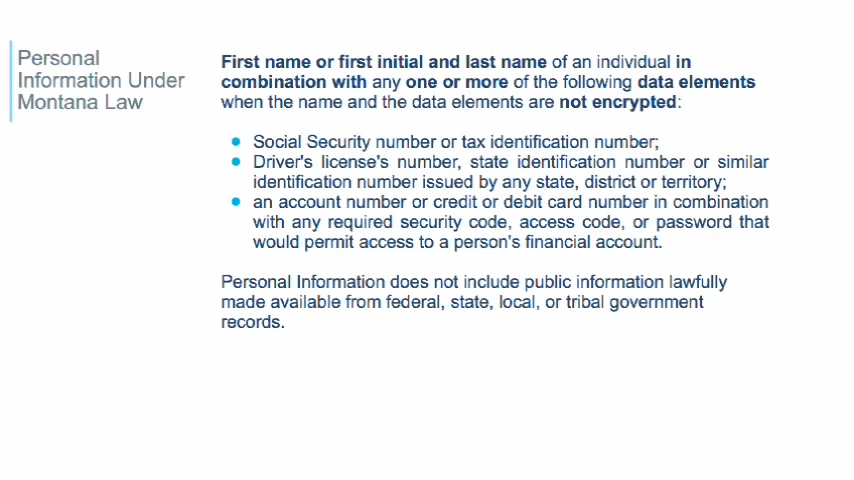 Personal
Information Under
Montana Law
First name or first initial and last name of an individual in
combination with any one or more of the following data elements
when the name and the data elements are not encrypted:
Social Security number or tax identification number;
Driver's license's number, state identification number or similar
identification number issued by any state, district or territory;
an account number or credit or debit card number in combination
with any required security code, access code, or password that
would permit access to a person's financial account.
Personal Information does not include public information lawfully
made available from federal, state, local, or tribal government
records.